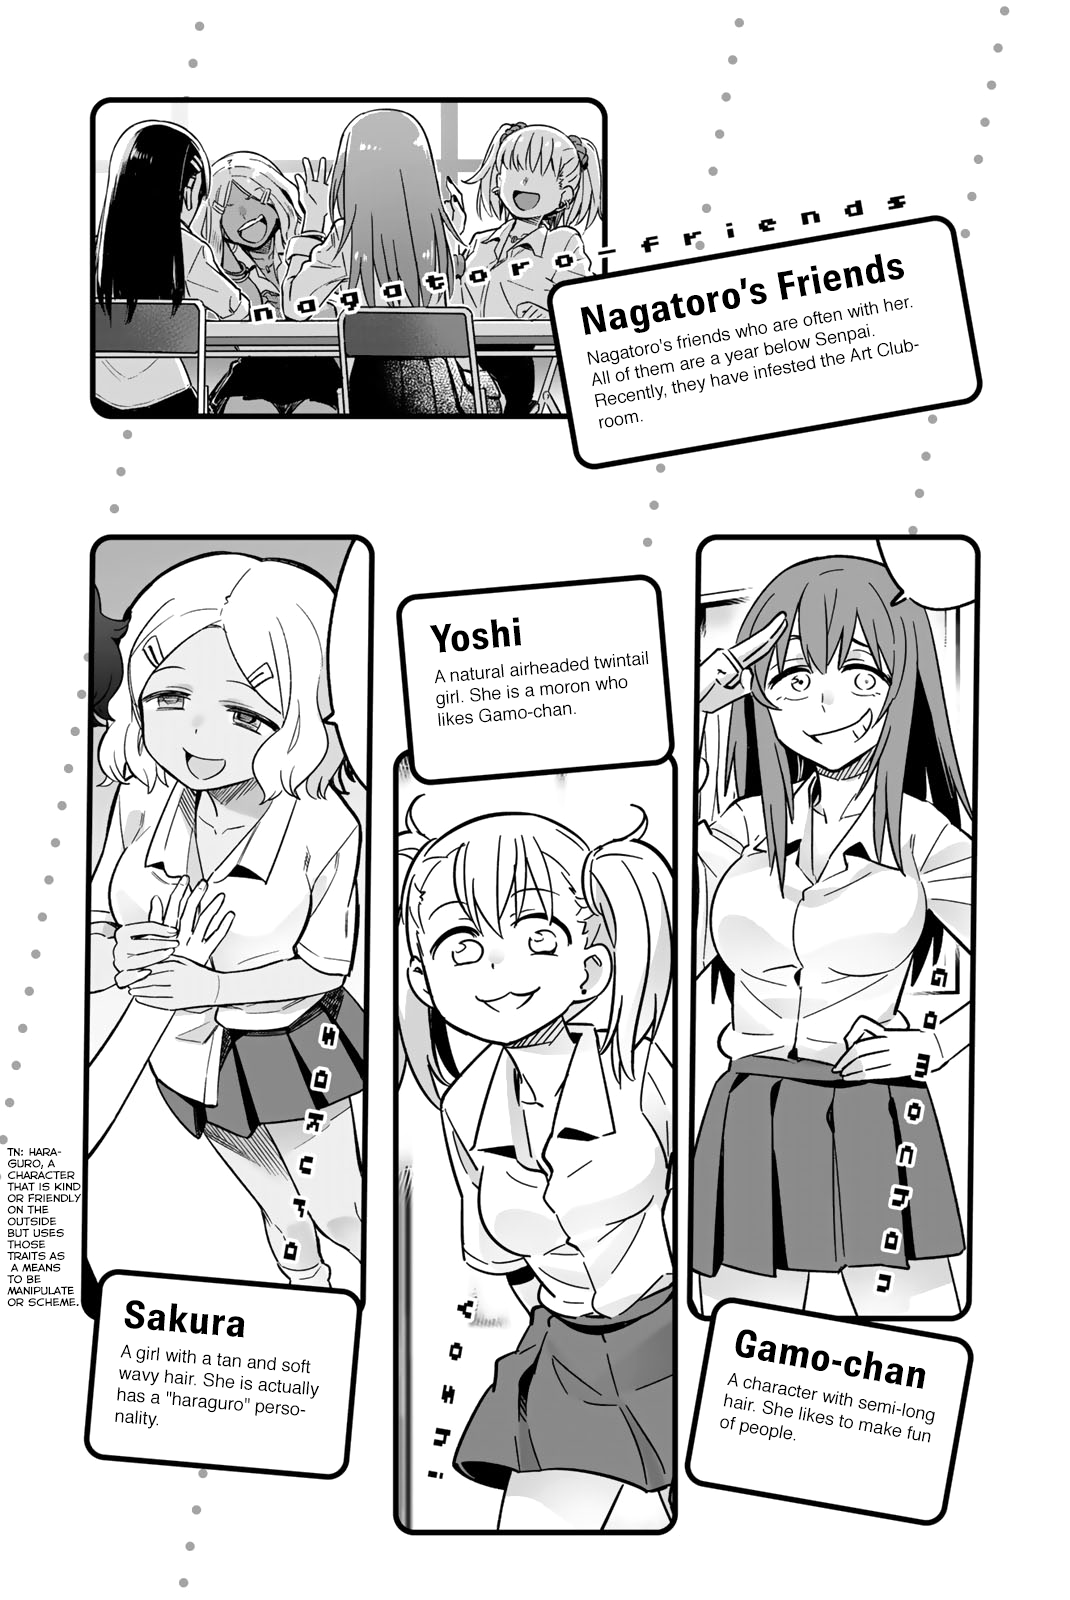 nagatoro-friends
Nagatoro's Friends
Nagatoro's friends who are often with her.
All of them are a year below Senpai.
Recently, they have infested the Art Club-
room.
Yoshi
A natural airheaded twintail
girl. She is a moron who
likes Gamo-chan.
TN: HARA-
GURO, A
CHARACTER
THAT IS KIND
OR FRIENDLY
ON THE
OUTSIDE
BUT USES
THOSE
TRAITS AS
A MEANS
TO BE
MANIPULATE
OR SCHEME.
Sakura
A girl with a tan and soft
wavy hair. She is actually
has a "haraguro" perso-
nality.
yoshi
Gamo-chan
A character with semi-long
hair. She likes to make fun
of people.